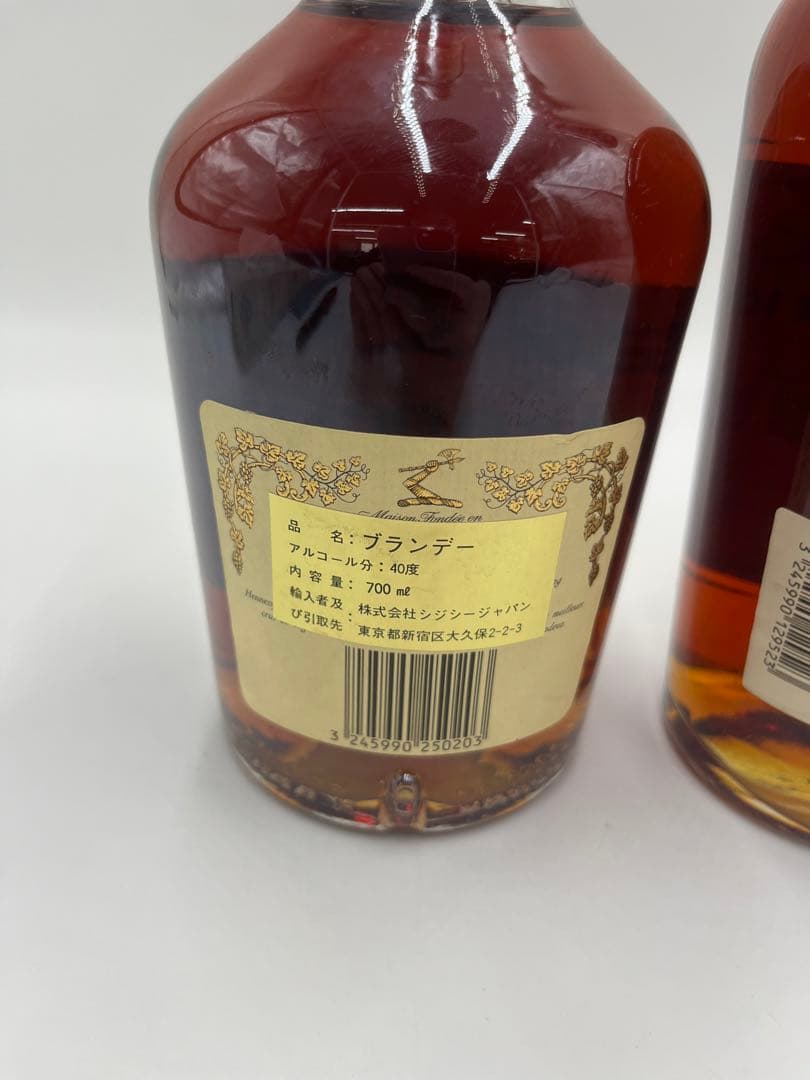 Maison Fondée en
品　名：ブランデー
アルコール分：40度
内 容 量： 700 ㎖
輸入者及び引取先：株式会社シジシージャパン
東京都新宿区大久保2-2-3
3 245990 250203
3 245990 129523